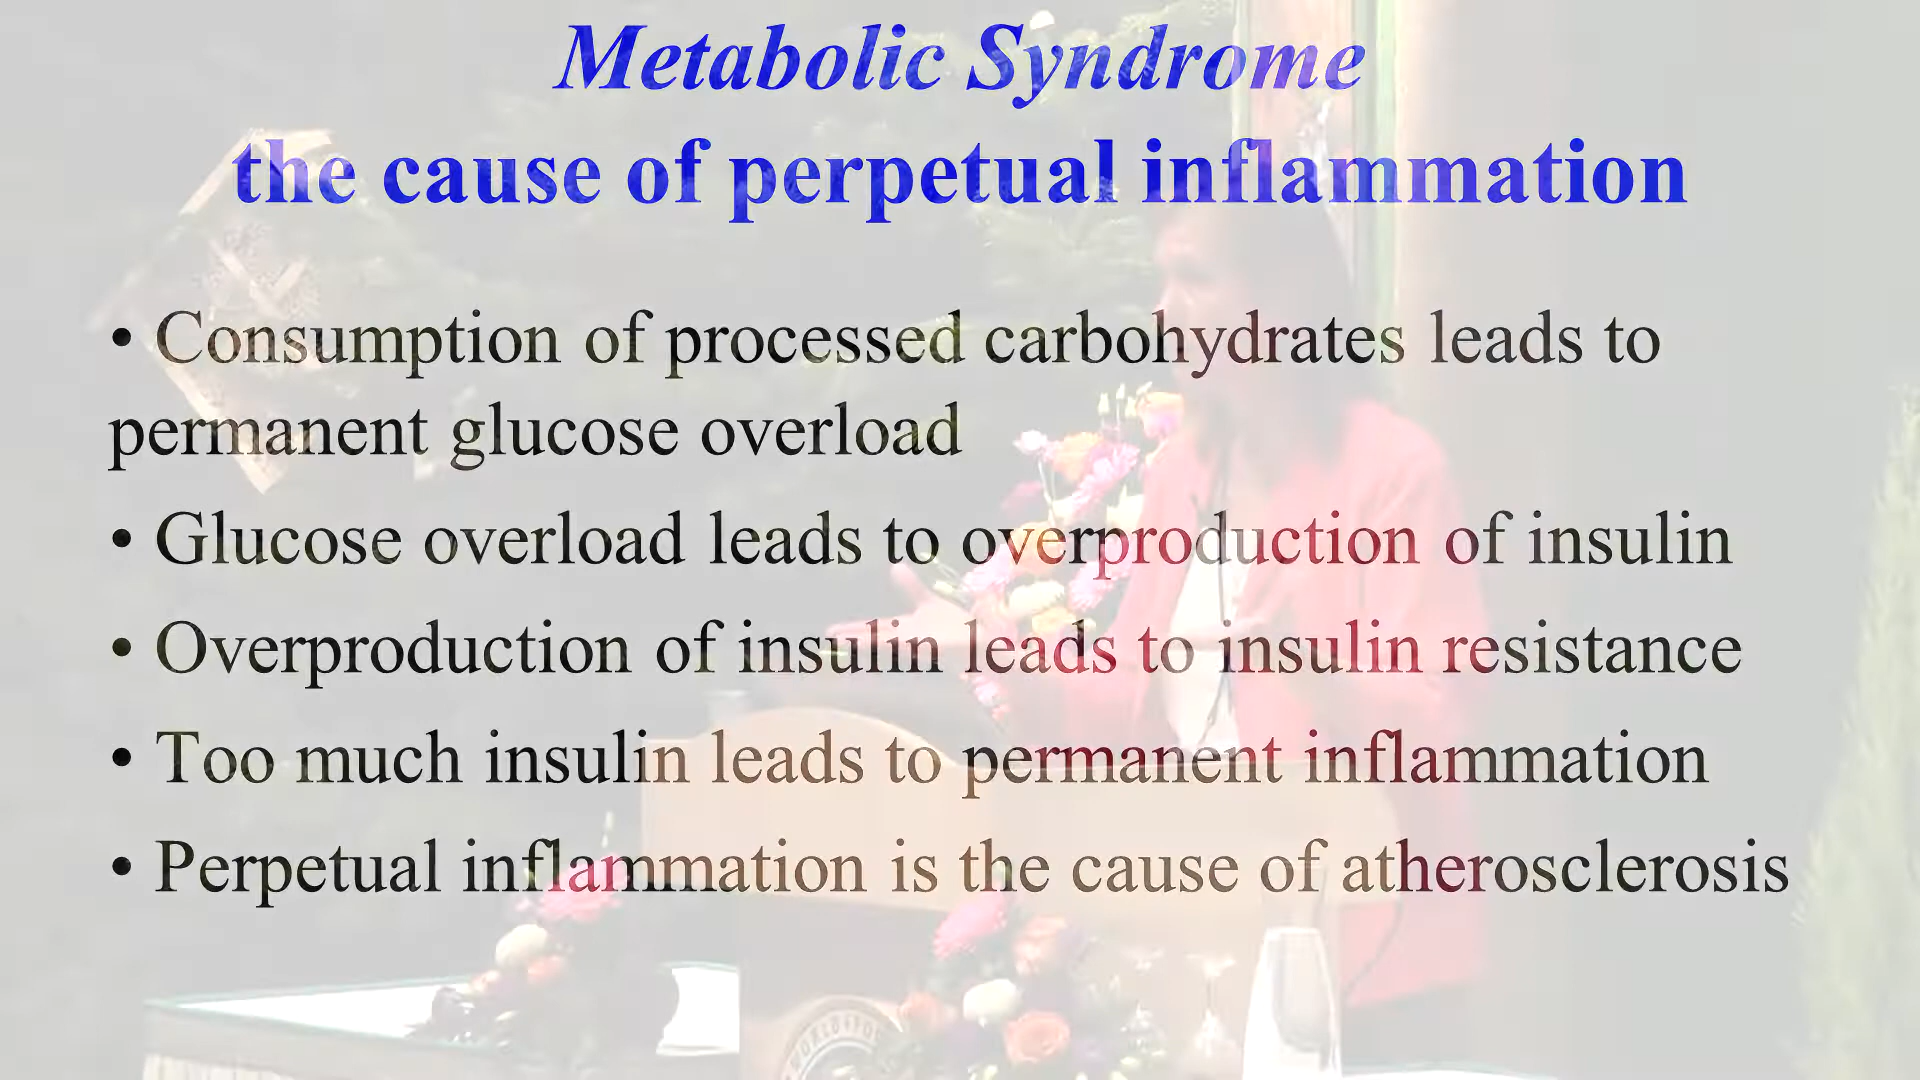 Metabolic Syndrome
the cause of perpetual inflammation
• Consumption of processed carbohydrates leads to
permanent glucose overload
• Glucose overload leads to overproduction of insulin
• Overproduction of insulin leads to insulin resistance
• Too much insulin leads to permanent inflammation
• Perpetual inflammation is the cause of atherosclerosis